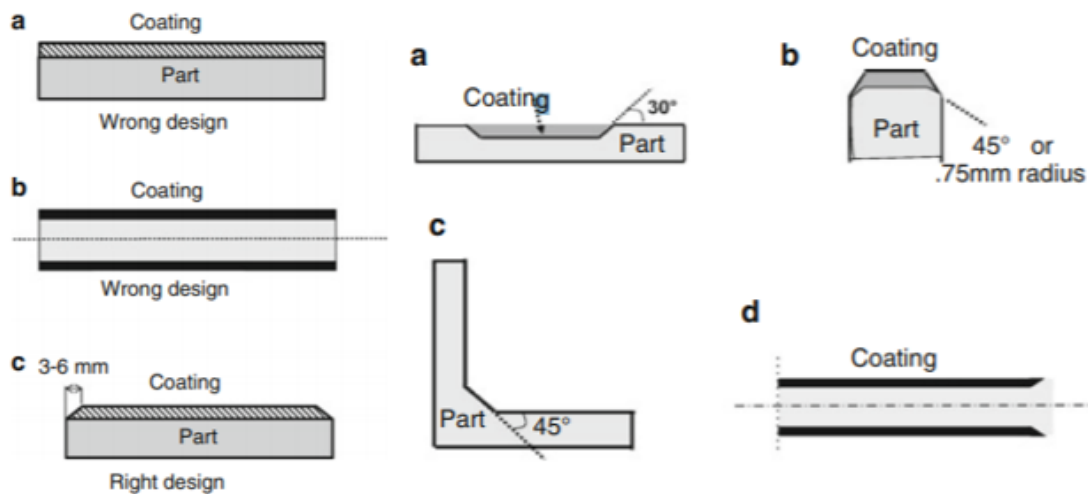 a
Coating
Part
Wrong design
b
Coating
Wrong design
c
3-6 mm
Coating
Part
Right design
a
Coating
30°
Part
b
Coating
Part
45° or
.75mm radius
c
Part
45°
d
Coating